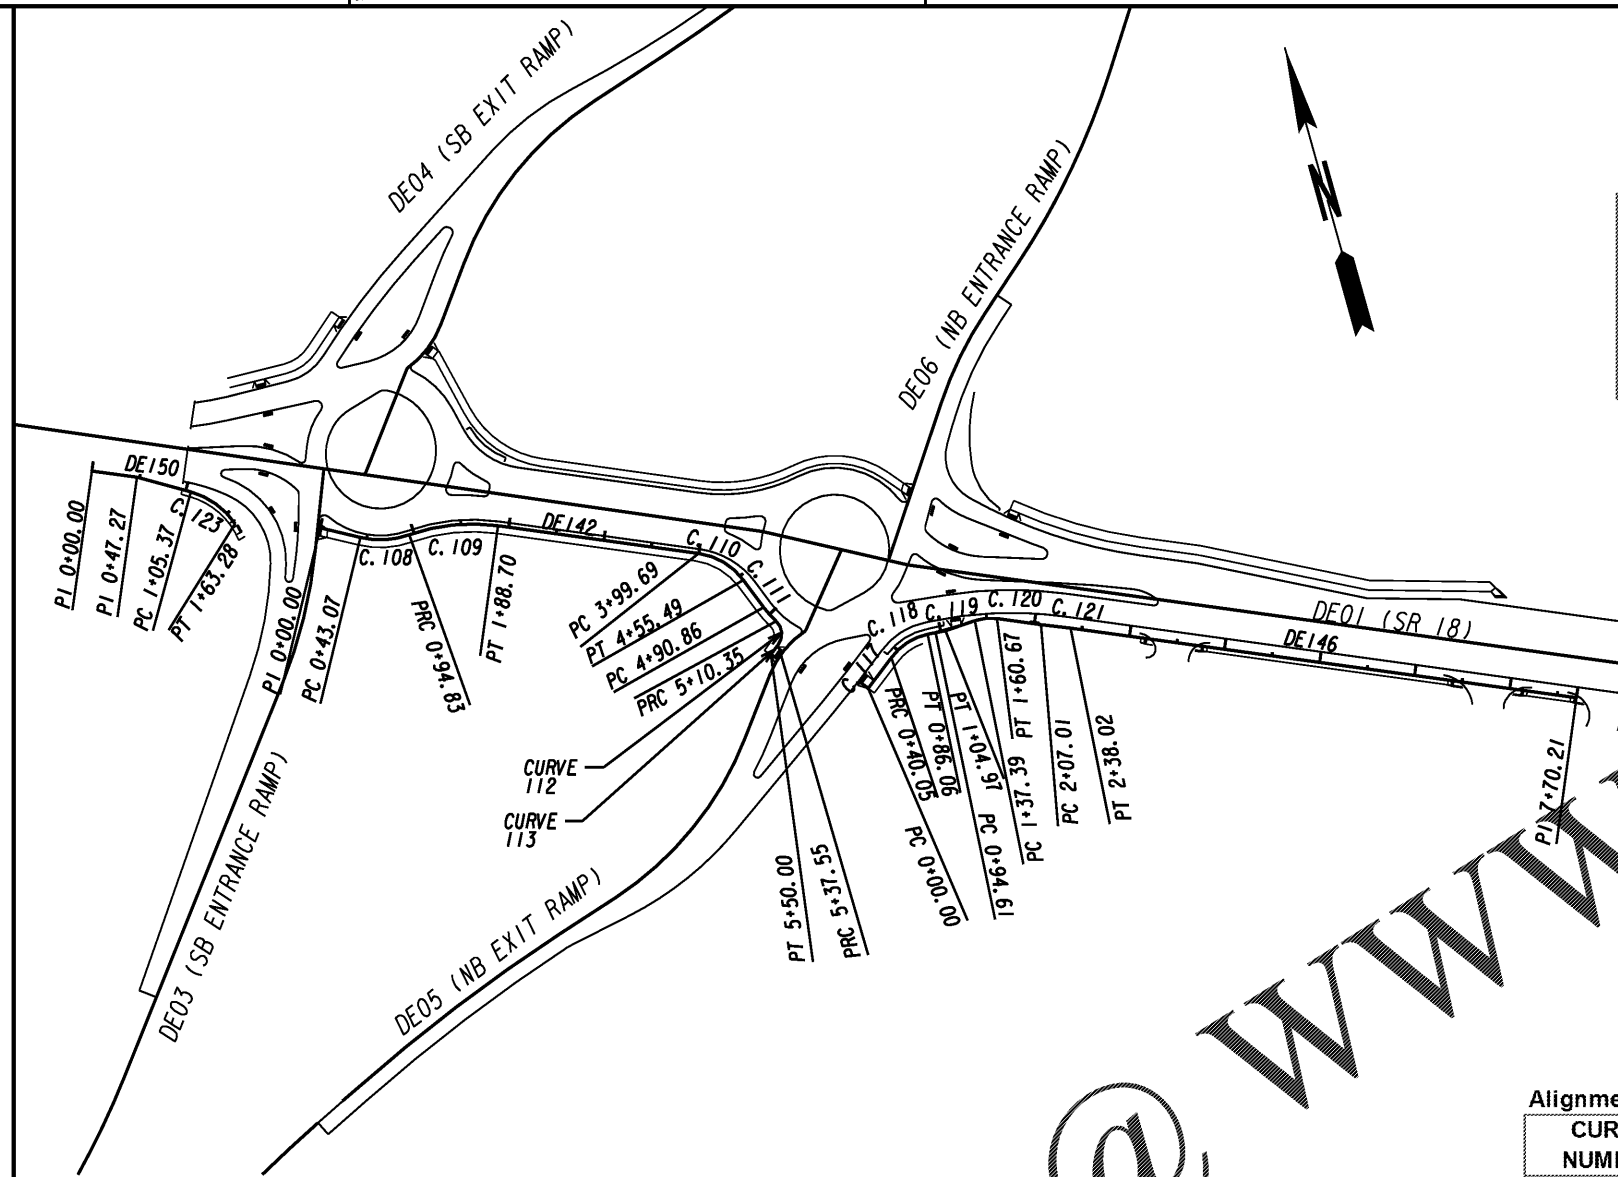 DE04 (SB EXIT RAMP)
DE06 (NB ENTRANCE RAMP)
N
DE150
C. 123
PI 0+00.00
PI 0+47.27
PC 1+05.37
PT 1+63.28
PI 0+00.00
PC 0+43.07
C. 108
C. 109
DE142
PRC 0+94.83
PT 1+88.70
C. 110
C. 111
PC 3+99.69
PT 4+55.49
PC 4+90.86
PRC 5+10.35
CURVE
112
CURVE
113
PT 5+50.00
PRC 5+37.55
C. 117
C. 118
C. 119
C. 120
C. 121
DE01 (SR 18)
DE146
PC 0+00.00
PRC 0+40.05
PT 0+86.06
PC 0+94.61
PT 1+04.97
PC 1+37.39
PT 1+60.67
PC 2+07.01
PT 2+38.02
PI 7+70.21
DE03 (SB ENTRANCE RAMP)
DE05 (NB EXIT RAMP)
@ WWW
Alignme
CUR
NUM